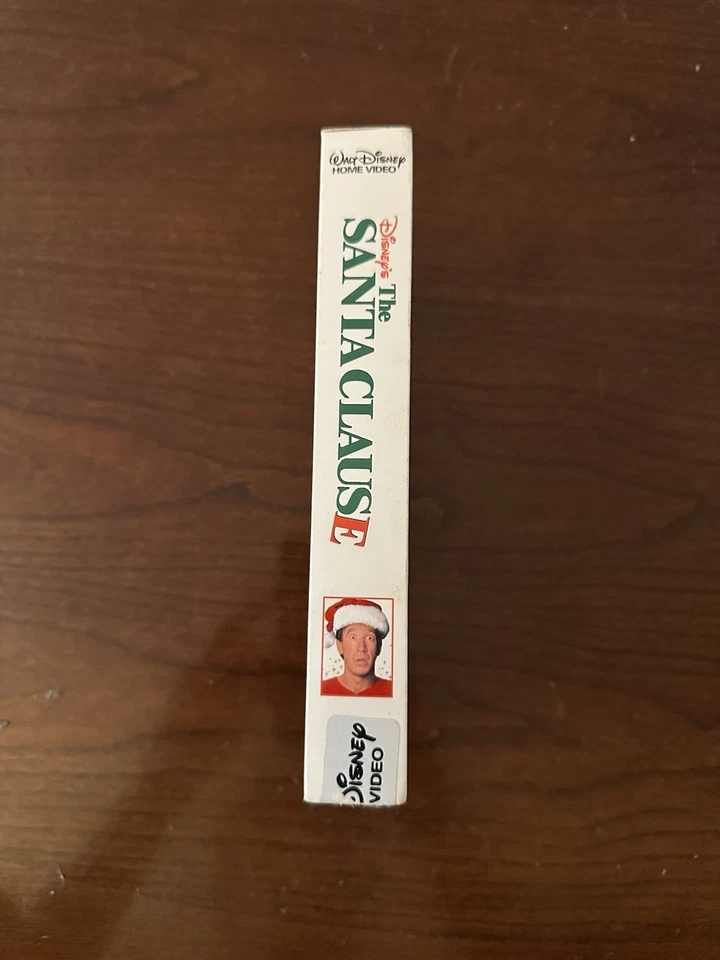 Walt Disney
HOME VIDEO
Disney's The
SANTA CLAUSE
Disney
VIDEO